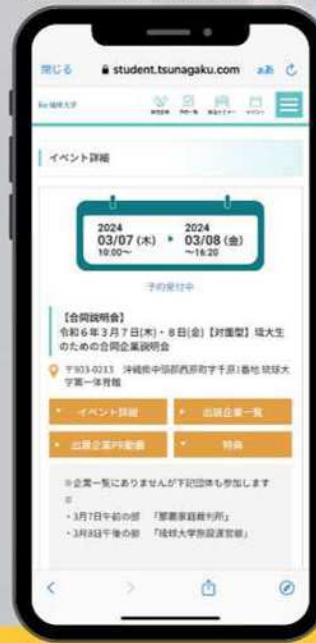 閉じる student.tsunagaku.com ああ
Re:琉球大学
イベント詳細
2024 2024
03/07 (木) ▶ 03/08 (金)
10:00～ ～16:20
予約受付中
【合同説明会】
令和6年3月7日(木)・8日(金)【対面型】琉大生
のための合同企業説明会
〒903-0213 沖縄県中頭郡西原町字千原1番地 琉球大
学第一体育館
イベント詳細 出展企業一覧
出展企業PR動画 特典
※企業一覧にありませんが下記団体も参加します
※
・3月7日午前の部 「那覇家庭裁判所」
・3月8日午後の部 「琉球大学施設運営部」